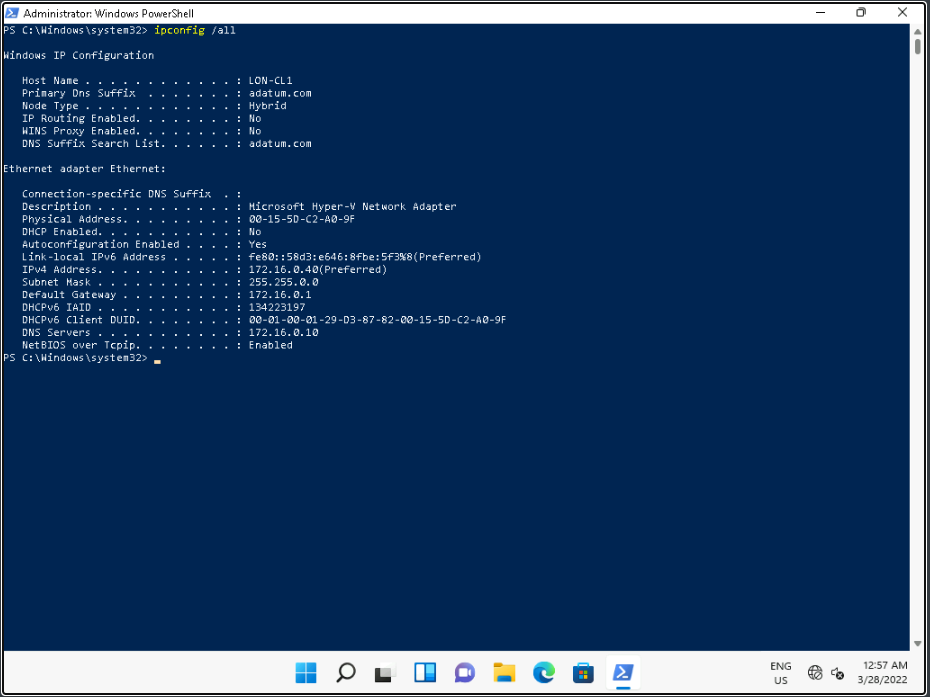 Administrator: Windows PowerShell
PS C:\Windows\system32> ipconfig /all
Windows IP Configuration
Host Name . . . . . . . . . . . . : LON-CL1
Primary Dns Suffix  . . . . . . . : adatum.com
Node Type . . . . . . . . . . . . : Hybrid
IP Routing Enabled. . . . . . . . : No
WINS Proxy Enabled. . . . . . . . : No
DNS Suffix Search List. . . . . . : adatum.com
Ethernet adapter Ethernet:
Connection-specific DNS Suffix  . :
Description . . . . . . . . . . . : Microsoft Hyper-V Network Adapter
Physical Address. . . . . . . . . : 00-15-5D-C2-A0-9F
DHCP Enabled. . . . . . . . . . . : No
Autoconfiguration Enabled . . . . : Yes
Link-local IPv6 Address . . . . . : fe80::58d3:e646:8fbe:5f3%8(Preferred)
IPv4 Address. . . . . . . . . . . : 172.16.0.40(Preferred)
Subnet Mask . . . . . . . . . . . : 255.255.0.0
Default Gateway . . . . . . . . . : 172.16.0.1
DHCPv6 IAID . . . . . . . . . . . : 134223197
DHCPv6 Client DUID. . . . . . . . : 00-01-00-01-29-D3-87-82-00-15-5D-C2-A0-9F
DNS Servers . . . . . . . . . . . : 172.16.0.10
NetBIOS over Tcpip. . . . . . . . : Enabled
PS C:\Windows\system32>
ENG
US
12:57 AM
3/28/2022